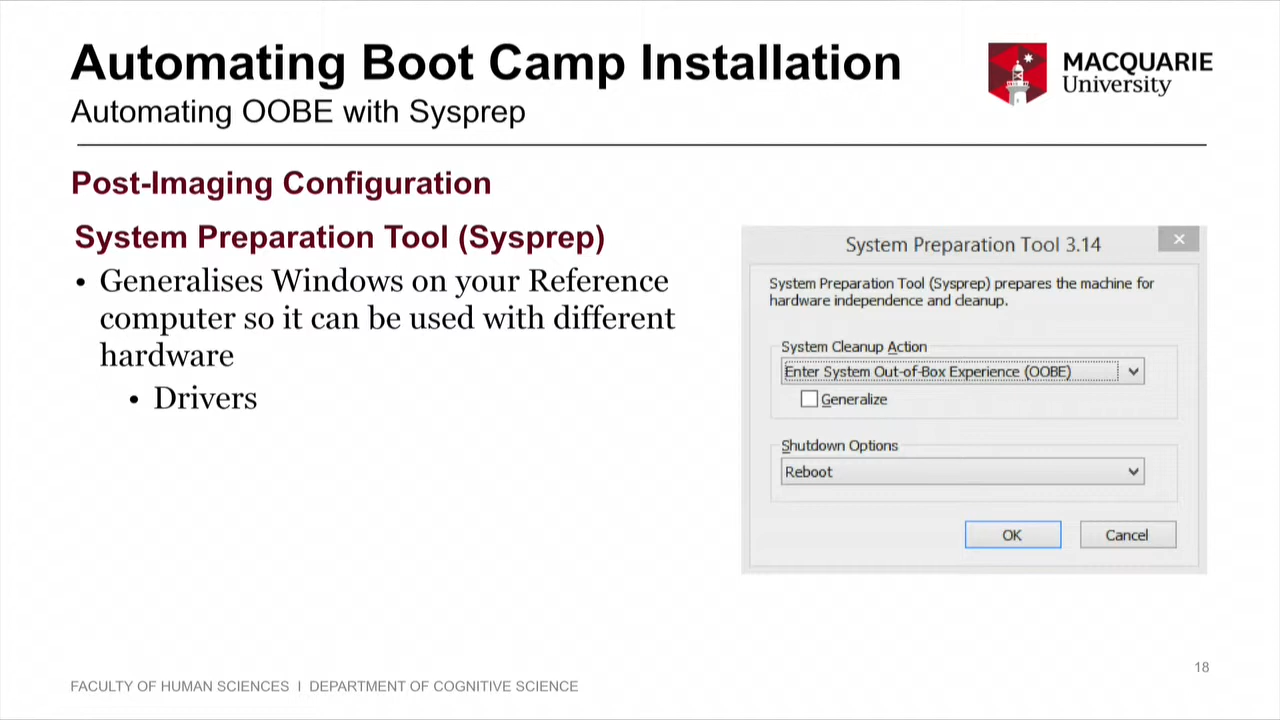 Automating Boot Camp Installation
Automating OOBE with Sysprep
MACQUARIE
University
Post-Imaging Configuration
System Preparation Tool (Sysprep)
• Generalises Windows on your Reference
computer so it can be used with different
hardware
• Drivers
System Preparation Tool 3.14
System Preparation Tool (Sysprep) prepares the machine for
hardware independence and cleanup.
System Cleanup Action
Enter System Out-of-Box Experience (OOBE)
Generalize
Shutdown Options
Reboot
OK
Cancel
18
FACULTY OF HUMAN SCIENCES I DEPARTMENT OF COGNITIVE SCIENCE